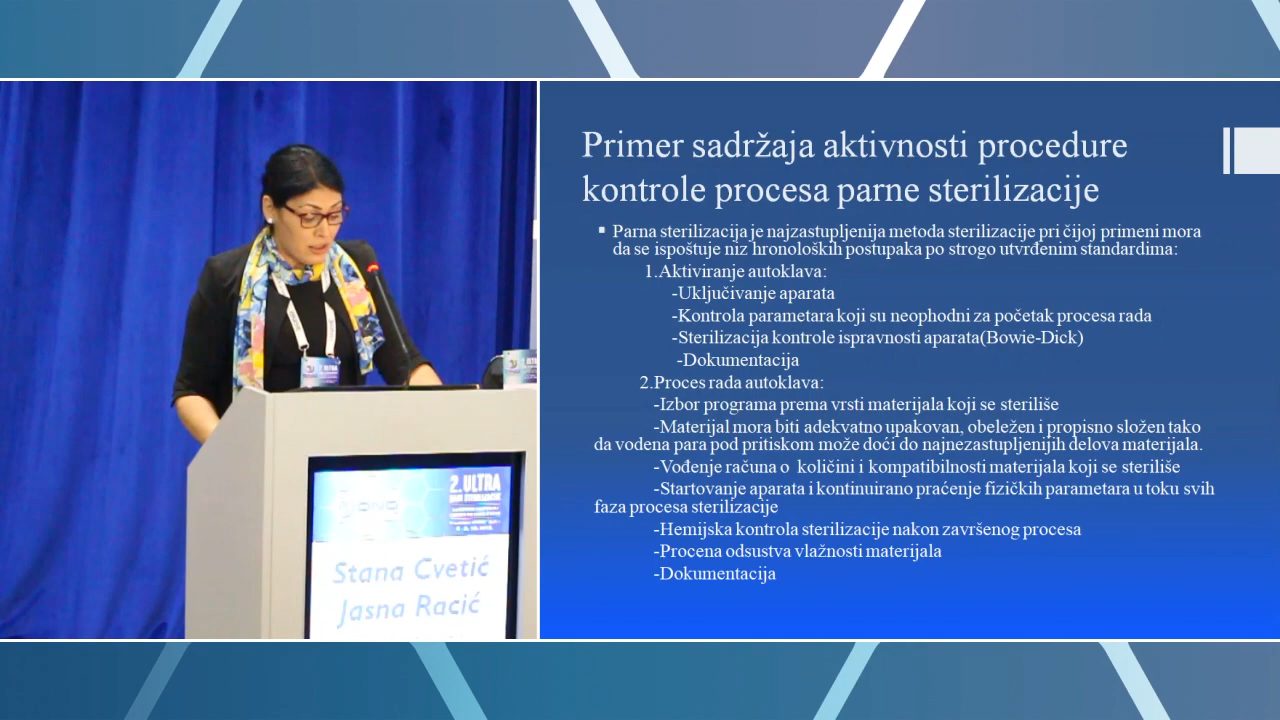 2. ULTRA
Stana Cvetić
Jasna Racić
Primer sadržaja aktivnosti procedure
kontrole procesa parne sterilizacije
▪ Parna sterilizacija je najzastupljenija metoda sterilizacije pri čijoj primeni mora
da se ispoštuje niz hronoloških postupaka po strogo utvrđenim standardima:
1.Aktiviranje autoklava:
-Uključivanje aparata
-Kontrola parametara koji su neophodni za početak procesa rada
-Sterilizacija kontrole ispravnosti aparata(Bowie-Dick)
-Dokumentacija
2.Proces rada autoklava:
-Izbor programa prema vrsti materijala koji se steriliše
-Materijal mora biti adekvatno upakovan, obeležen i propisno složen tako
da vodena para pod pritiskom može doći do najnezastupljenijih delova materijala.
-Vođenje računa o količini i kompatibilnosti materijala koji se steriliše
-Startovanje aparata i kontinuirano praćenje fizičkih parametara u toku svih
faza procesa sterilizacije
-Hemijska kontrola sterilizacije nakon završenog procesa
-Procena odsustva vlažnosti materijala
-Dokumentacija